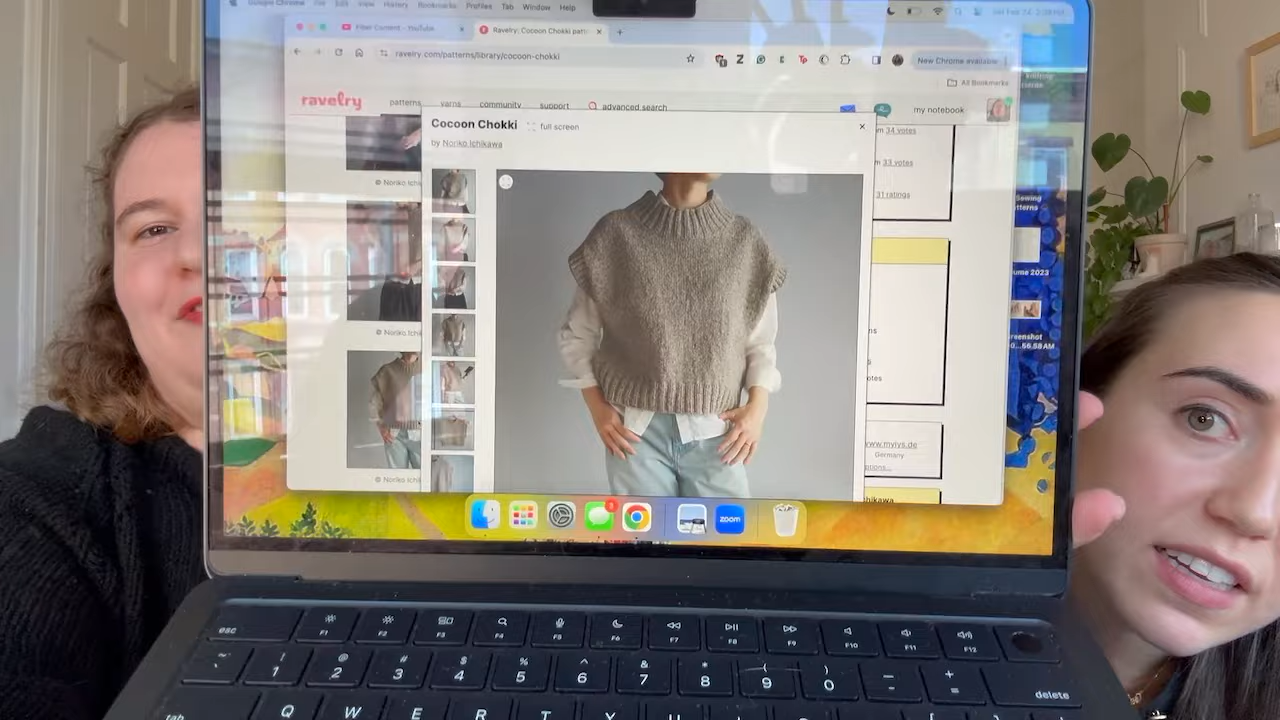 Google Chrome File Edit View History Bookmarks Profiles Tab Window Help
Fiber Content - YouTube
Ravelry: Cocoon Chokki patt
ravelry.com/patterns/library/cocoon-chokki
New Chrome available
All Bookmarks
ravelry patterns yarns community support advanced search my notebook
Cocoon Chokki full screen
by Noriko Ichikawa
34 votes
33 votes
31 ratings
© Noriko Ichi
© Noriko Ichi
© Noriko Ichi
Sewing
www.mylys.de
Germany
zoom
esc F1 F2 F3 F4 F5 F6 F7 F8 F9 F10 F11 F12
~ ! @ # $ % ^ & * ( ) _ +
` 1 2 3 4 5 6 7 8 9 0 - = delete
tab Q W E R T Y U